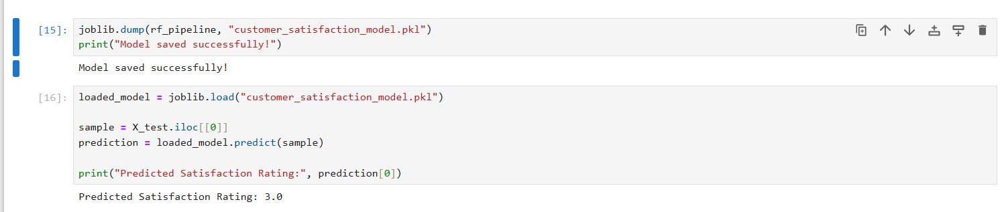 [15]: joblib.dump(rf_pipeline, "customer_satisfaction_model.pkl")
print("Model saved successfully!")
Model saved successfully!
[16]: loaded_model = joblib.load("customer_satisfaction_model.pkl")
sample = X_test.iloc[[0]]
prediction = loaded_model.predict(sample)
print("Predicted Satisfaction Rating:", prediction[0])
Predicted Satisfaction Rating: 3.0